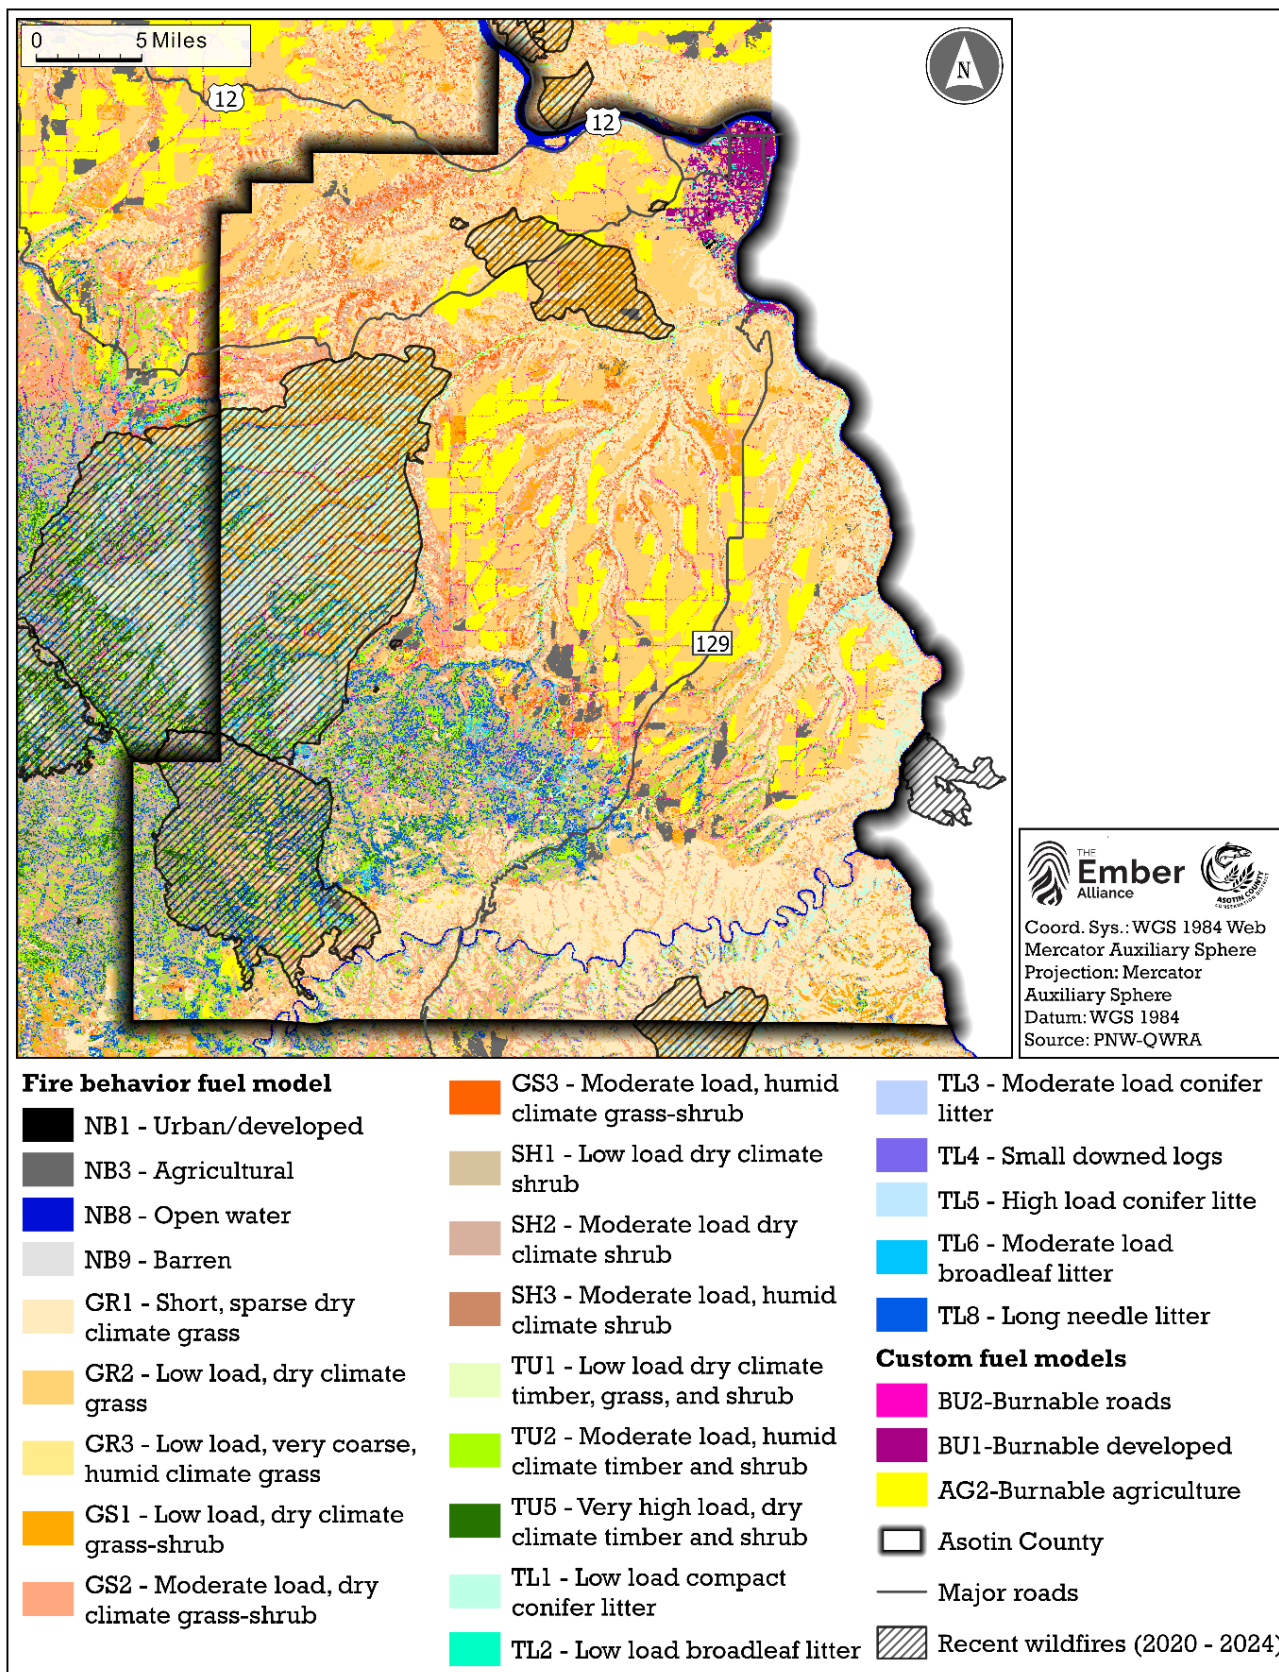 0 5 Miles
N
12
12
129
THE
Ember
Alliance
ASOTIN COUNTY
CONSERVATION DISTRICT
Coord. Sys.: WGS 1984 Web
Mercator Auxiliary Sphere
Projection: Mercator
Auxiliary Sphere
Datum: WGS 1984
Source: PNW-QWRA
Fire behavior fuel model
NB1 - Urban/developed
NB3 - Agricultural
NB8 - Open water
NB9 - Barren
GR1 - Short, sparse dry
climate grass
GR2 - Low load, dry climate
grass
GR3 - Low load, very coarse,
humid climate grass
GS1 - Low load, dry climate
grass-shrub
GS2 - Moderate load, dry
climate grass-shrub
GS3 - Moderate load, humid
climate grass-shrub
SH1 - Low load dry climate
shrub
SH2 - Moderate load dry
climate shrub
SH3 - Moderate load, humid
climate shrub
TU1 - Low load dry climate
timber, grass, and shrub
TU2 - Moderate load, humid
climate timber and shrub
TU5 - Very high load, dry
climate timber and shrub
TL1 - Low load compact
conifer litter
TL2 - Low load broadleaf litter
TL3 - Moderate load conifer
litter
TL4 - Small downed logs
TL5 - High load conifer litte
TL6 - Moderate load
broadleaf litter
TL8 - Long needle litter
Custom fuel models
BU2-Burnable roads
BU1-Burnable developed
AG2-Burnable agriculture
Asotin County
Major roads
Recent wildfires (2020 - 2024)